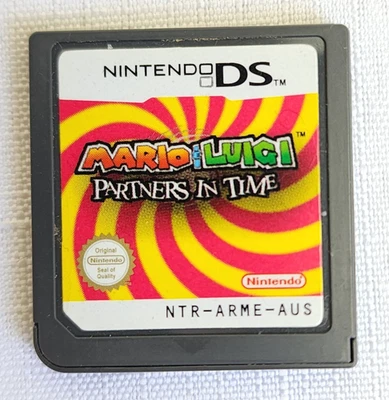 NINTENDO DS™
MARIO & LUIGI™
PARTNERS IN TIME
Original
Nintendo
Seal of
Quality
Nintendo
NTR-ARME-AUS